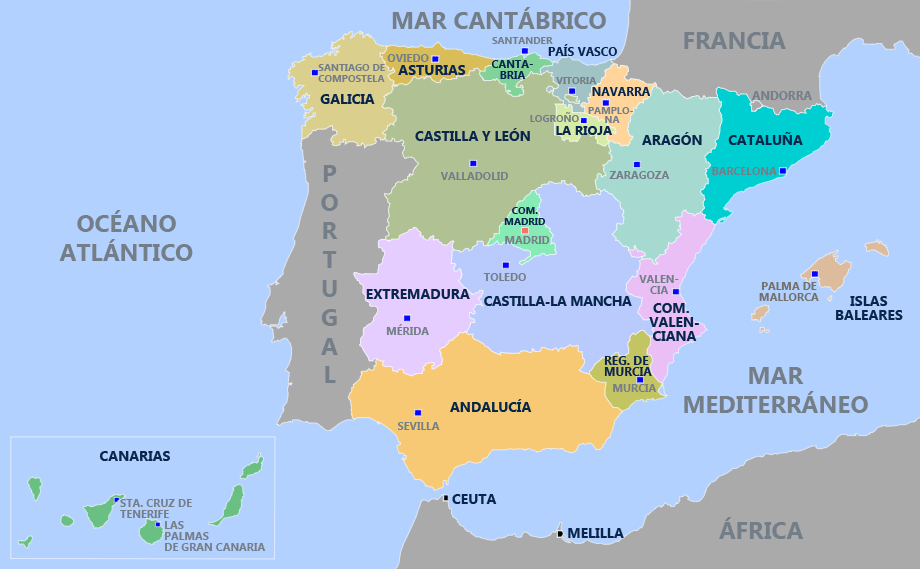 MAR CANTÁBRICO
FRANCIA
SANTANDER
PAÍS VASCO
OVIEDO
ASTURIAS
CANTA-
BRIA
SANTIAGO DE
COMPOSTELA
GALICIA
VITORIA
NAVARRA
PAMPLO-
NA
ANDORRA
LOGROÑO
LA RIOJA
CASTILLA Y LEÓN
ARAGÓN
CATALUÑA
VALLADOLID
ZARAGOZA
BARCELONA
PORTUGAL
OCÉANO
ATLÁNTICO
COM.
MADRID
MADRID
TOLEDO
VALEN-
CIA
PALMA DE
MALLORCA
EXTREMADURA
CASTILLA-LA MANCHA
ISLAS
BALEARES
COM.
VALEN-
CIANA
MÉRIDA
REG. DE
MURCIA
MURCIA
MAR
MEDITERRÁNEO
ANDALUCÍA
SEVILLA
CANARIAS
STA. CRUZ DE
TENERIFE
LAS
PALMAS
DE GRAN CANARIA
CEUTA
MELILLA
ÁFRICA